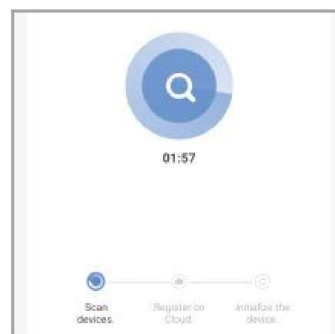 01:57
Scan
devices.
Register on
Cloud.
Initialize the
device.